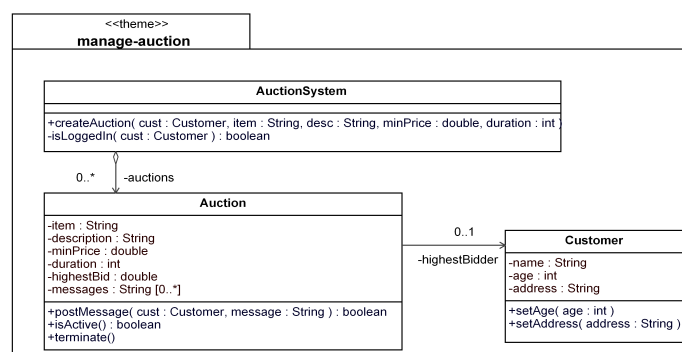 <<theme>>
manage-auction
AuctionSystem
+createAuction( cust : Customer, item : String, desc : String, minPrice : double, duration : int )
-isLoggedIn( cust : Customer ) : boolean
0..* -auctions
Auction
-item : String
-description : String
-minPrice : double
-duration : int
-highestBid : double
-messages : String [0..*]
+postMessage( cust : Customer, message : String ) : boolean
+isActive() : boolean
+terminate()
0..1
-highestBidder
Customer
-name : String
-age : int
-address : String
+setAge( age : int )
+setAddress( address : String )